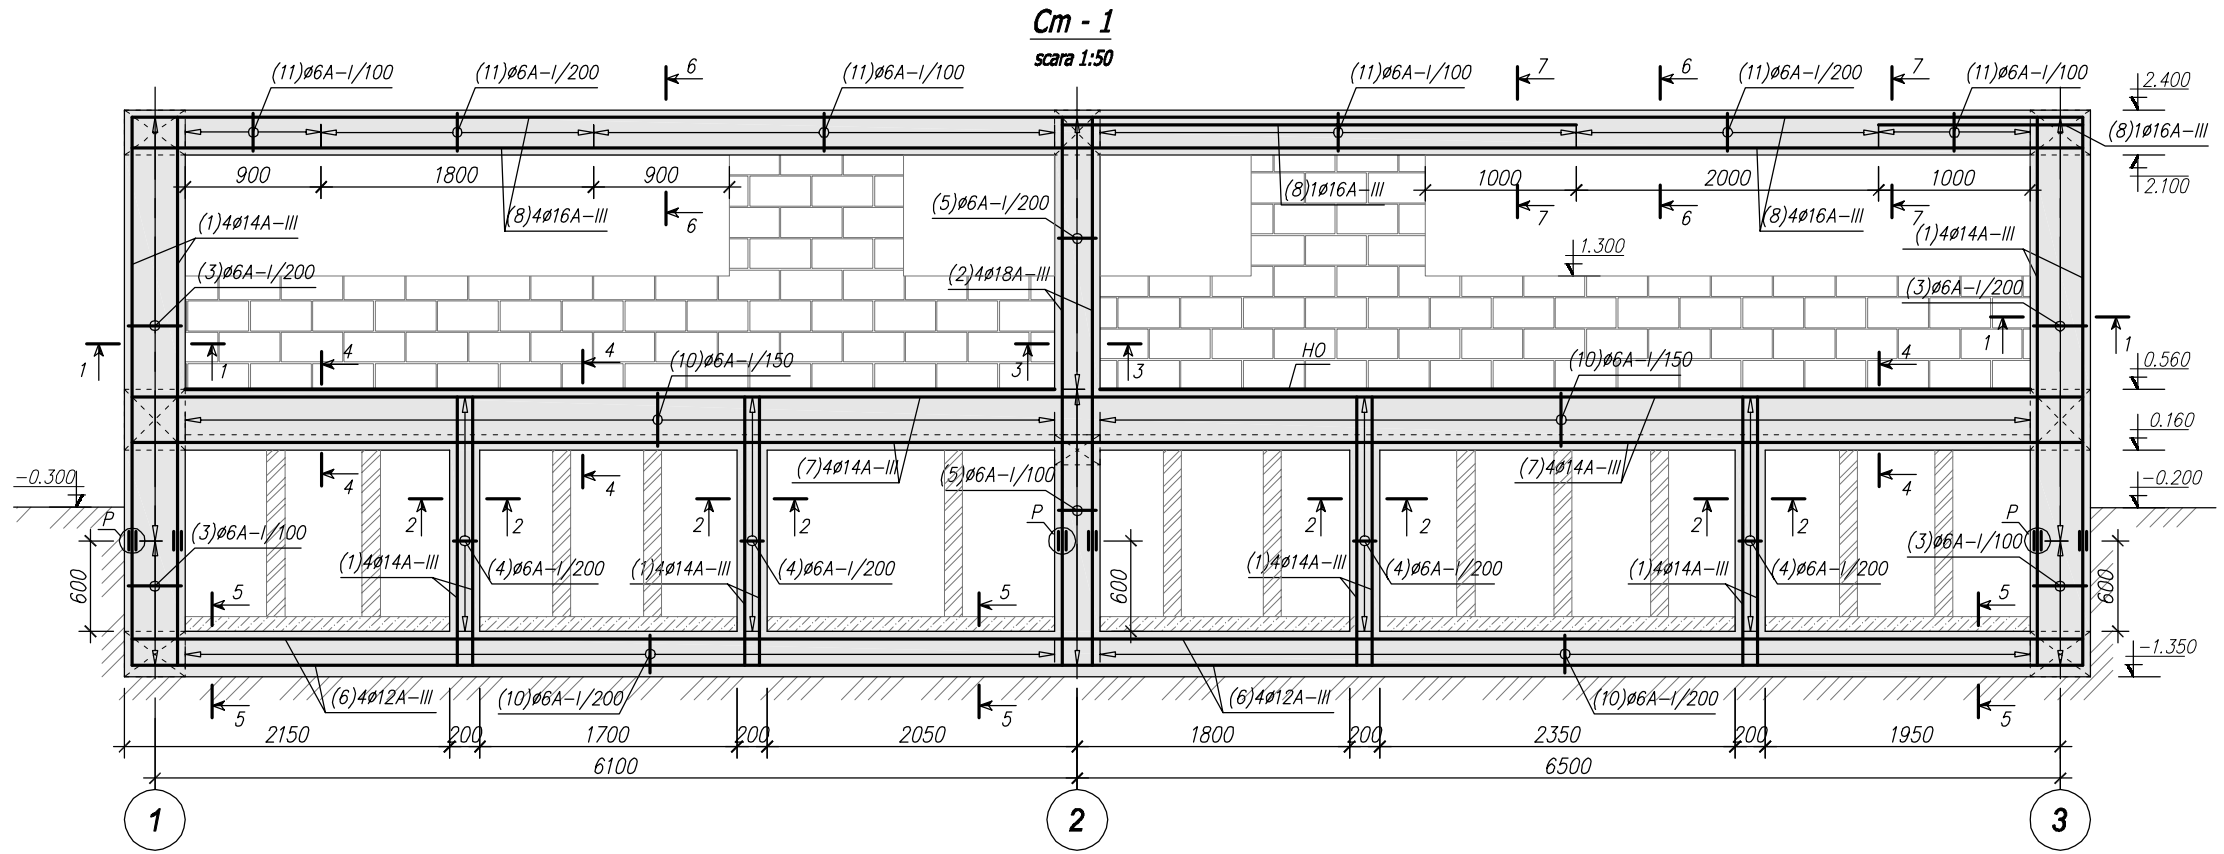 Cm - 1
scara 1:50
(11)ø6A-I/100
(11)ø6A-I/200
6
(11)ø6A-I/100
(11)ø6A-I/100
7
6
(11)ø6A-I/200
7
(11)ø6A-I/100
2.400
(8)1ø16A-III
900
1800
900
(8)4ø16A-III
6
(5)ø6A-I/200
(8)1ø16A-III
1000
7
2000
6
(8)4ø16A-III
1000
7
2.100
(1)4ø14A-III
(3)ø6A-I/200
(2)4ø18A-III
1.300
(1)4ø14A-III
(3)ø6A-I/200
1
1
4
4
(10)ø6A-I/150
3
3
HO
(10)ø6A-I/150
4
1
1
0.560
0.160
-0.300
4
4
(7)4ø14A-III
(5)ø6A-I/100
(7)4ø14A-III
4
-0.200
P
2
2
2
2
P
2
2
2
2
P
(3)ø6A-I/100
(1)4ø14A-III
(4)ø6A-I/200
(1)4ø14A-III
(4)ø6A-I/200
(1)4ø14A-III
(4)ø6A-I/200
(1)4ø14A-III
(4)ø6A-I/200
(3)ø6A-I/100
600
5
5
600
5
600
-1.350
5
(6)4ø12A-III
(10)ø6A-I/200
5
(6)4ø12A-III
(10)ø6A-I/200
5
2150
200
1700
200
2050
1800
200
2350
200
1950
6100
6500
1
2
3